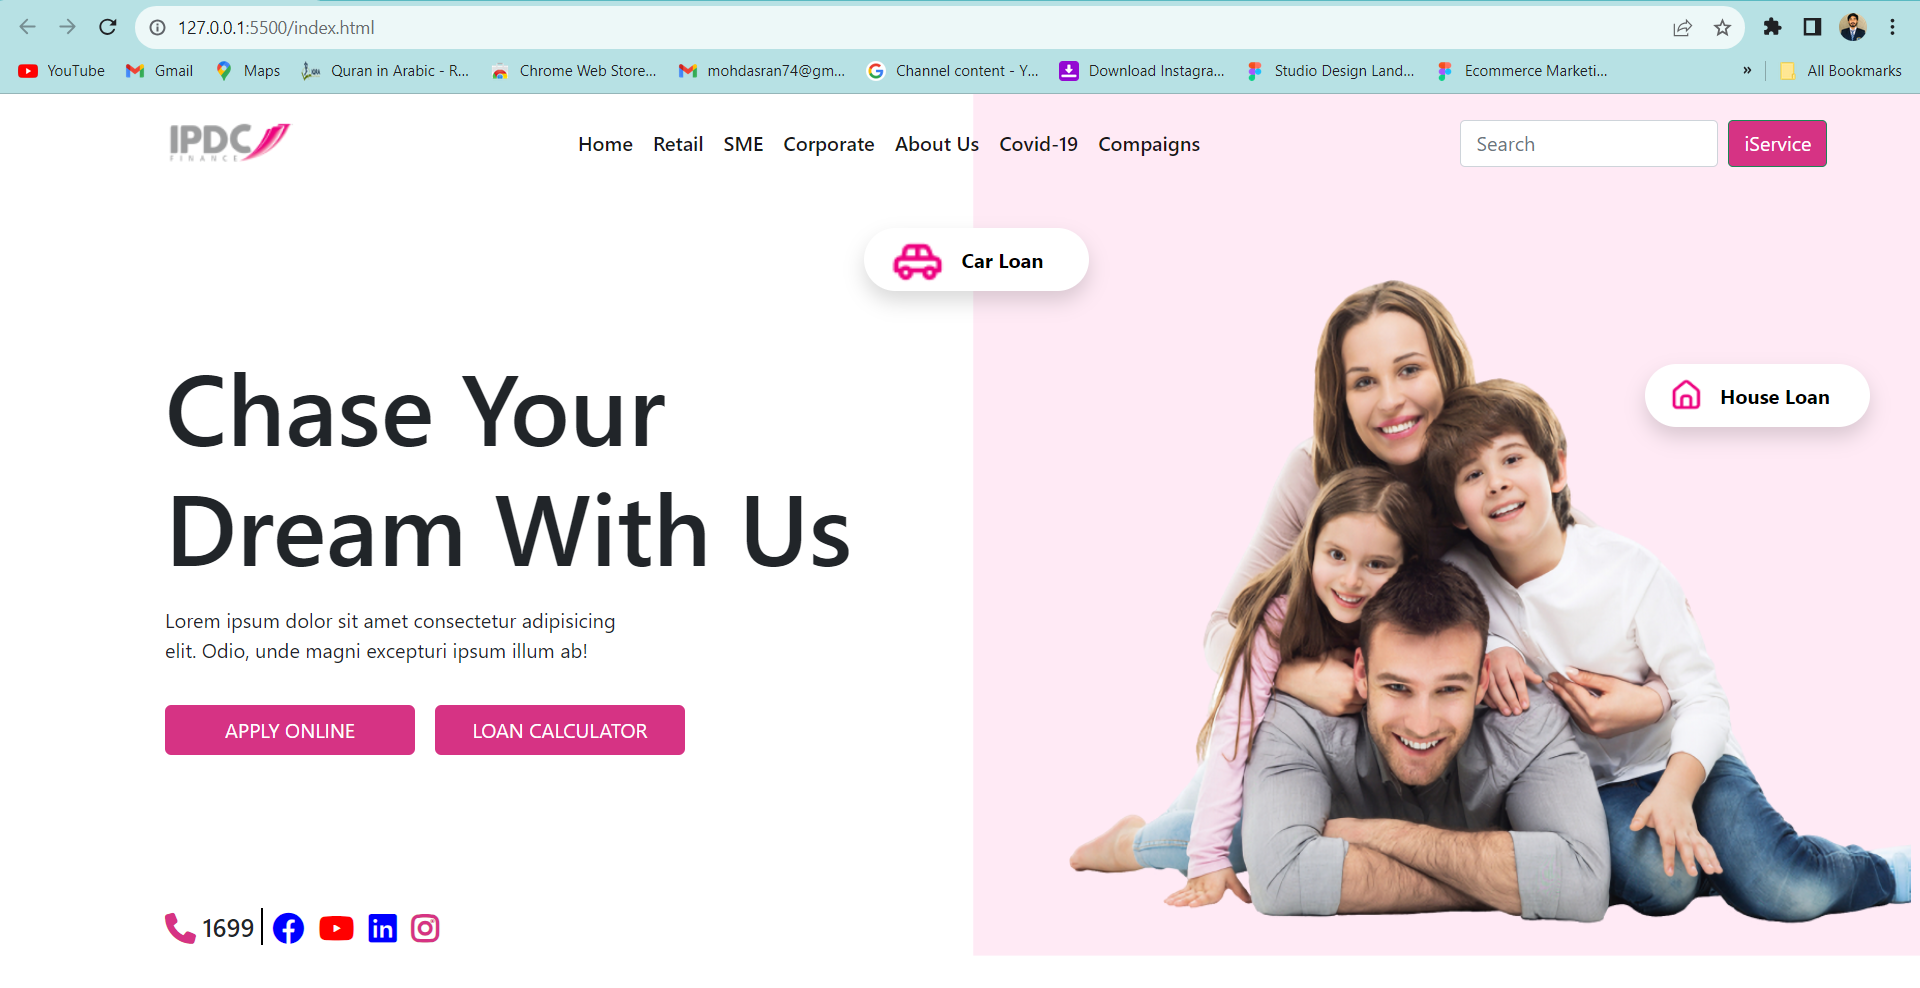 127.0.0.1:5500/index.html
YouTube Gmail Maps Quran in Arabic - R... Chrome Web Store... mohdasran74@gm... Channel content - Y... Download Instagra... Studio Design Land... Ecommerce Marketi... » All Bookmarks
IPDC
FINANCE
Home Retail SME Corporate About Us Covid-19 Compaigns
Search iService
Car Loan
House Loan
Chase Your
Dream With Us
Lorem ipsum dolor sit amet consectetur adipisicing
elit. Odio, unde magni excepturi ipsum illum ab!
APPLY ONLINE LOAN CALCULATOR
1699